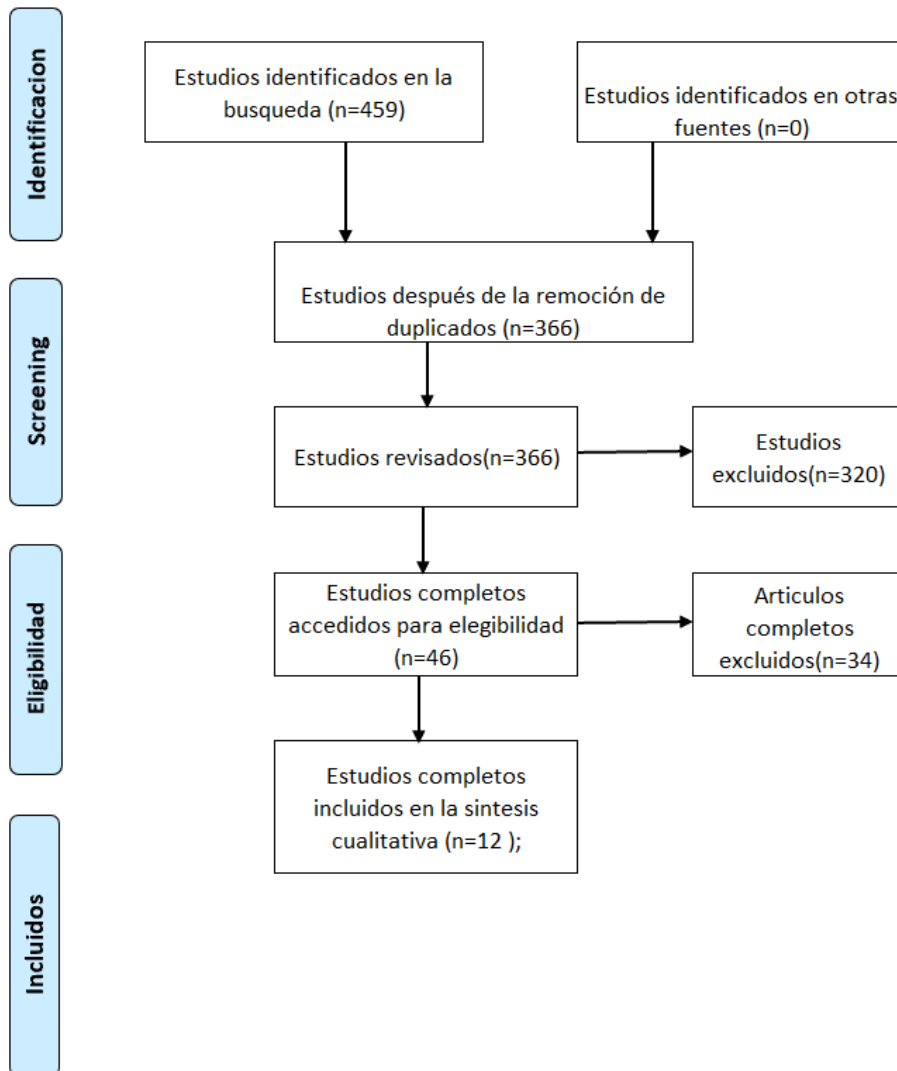 Identificacion
Estudios identificados en la
busqueda (n=459)
Estudios identificados en otras
fuentes (n=0)
Screening
Estudios después de la remoción de
duplicados (n=366)
Estudios revisados(n=366)
Estudios
excluidos(n=320)
Eligibilidad
Estudios completos
accedidos para elegibilidad
(n=46)
Articulos
completos
excluidos(n=34)
Incluidos
Estudios completos
incluidos en la sintesis
cualitativa (n=12 );